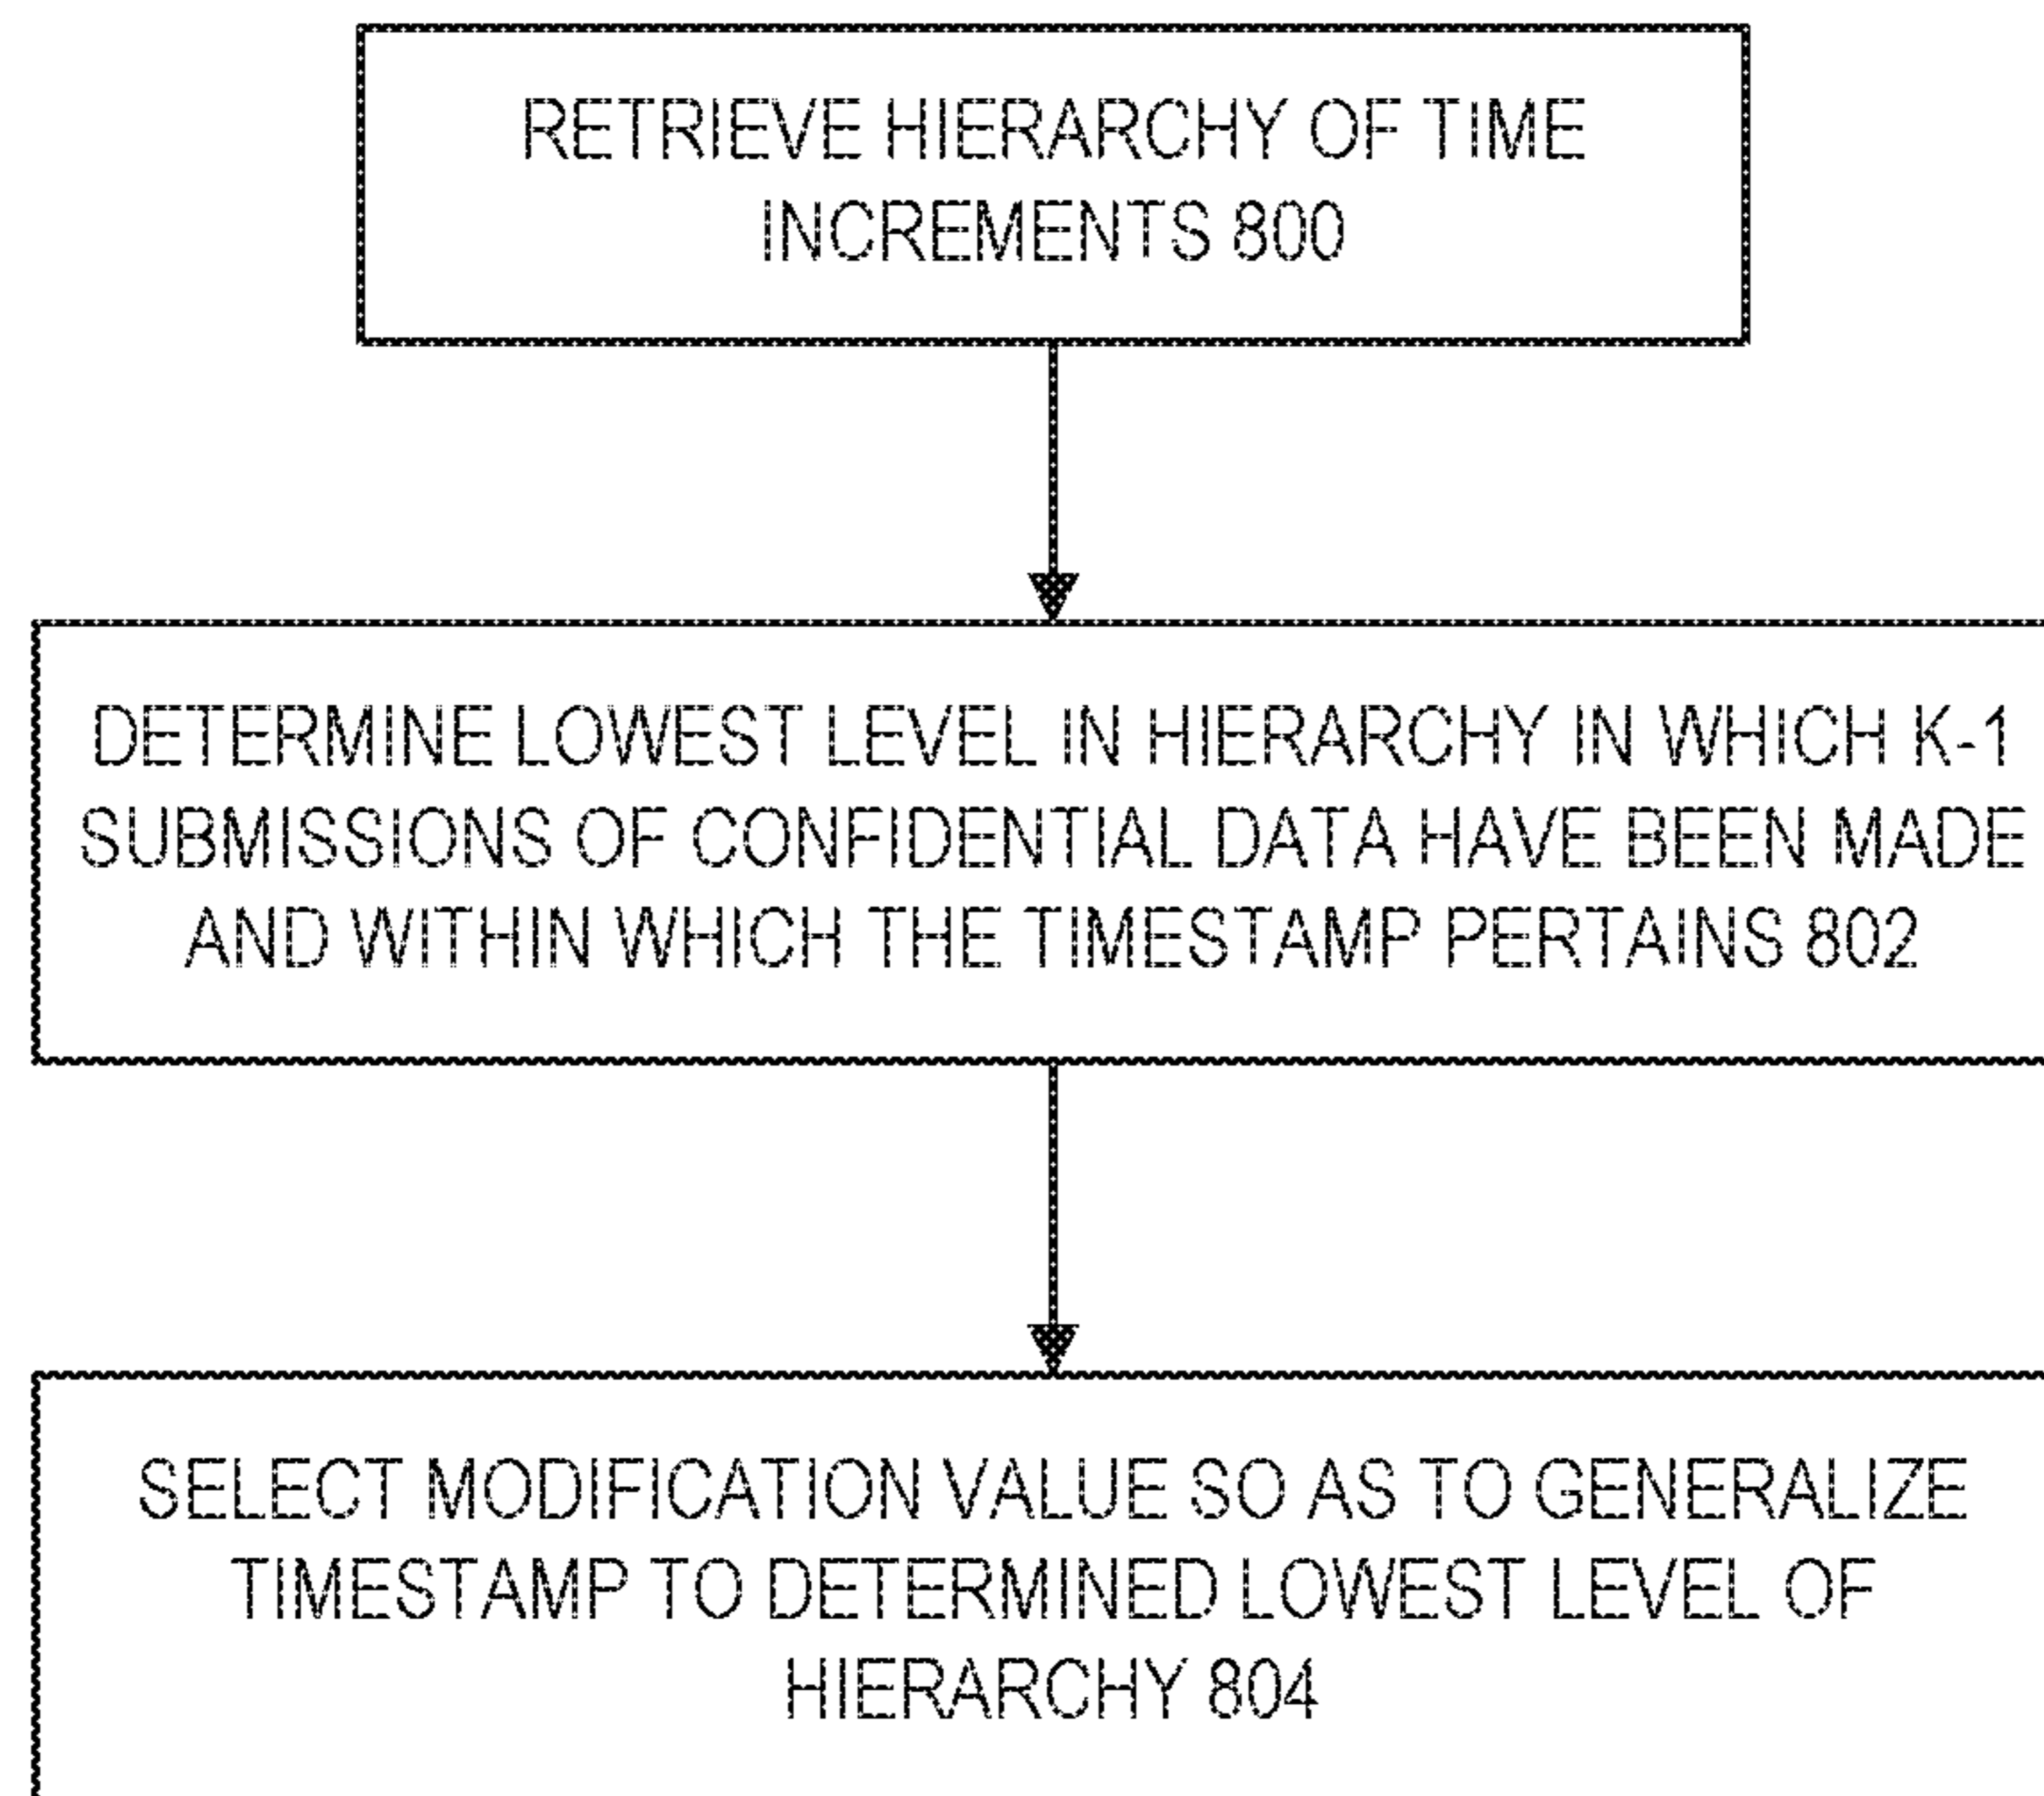 RETRIEVE HIERARCHY OF TIME
INCREMENTS 800
DETERMINE LOWEST LEVEL IN HIERARCHY IN WHICH K-1
SUBMISSIONS OF CONFIDENTIAL DATA HAVE BEEN MADE
AND WITHIN WHICH THE TIMESTAMP PERTAINS 802
SELECT MODIFICATION VALUE SO AS TO GENERALIZE
TIMESTAMP TO DETERMINED LOWEST LEVEL OF
HIERARCHY 804